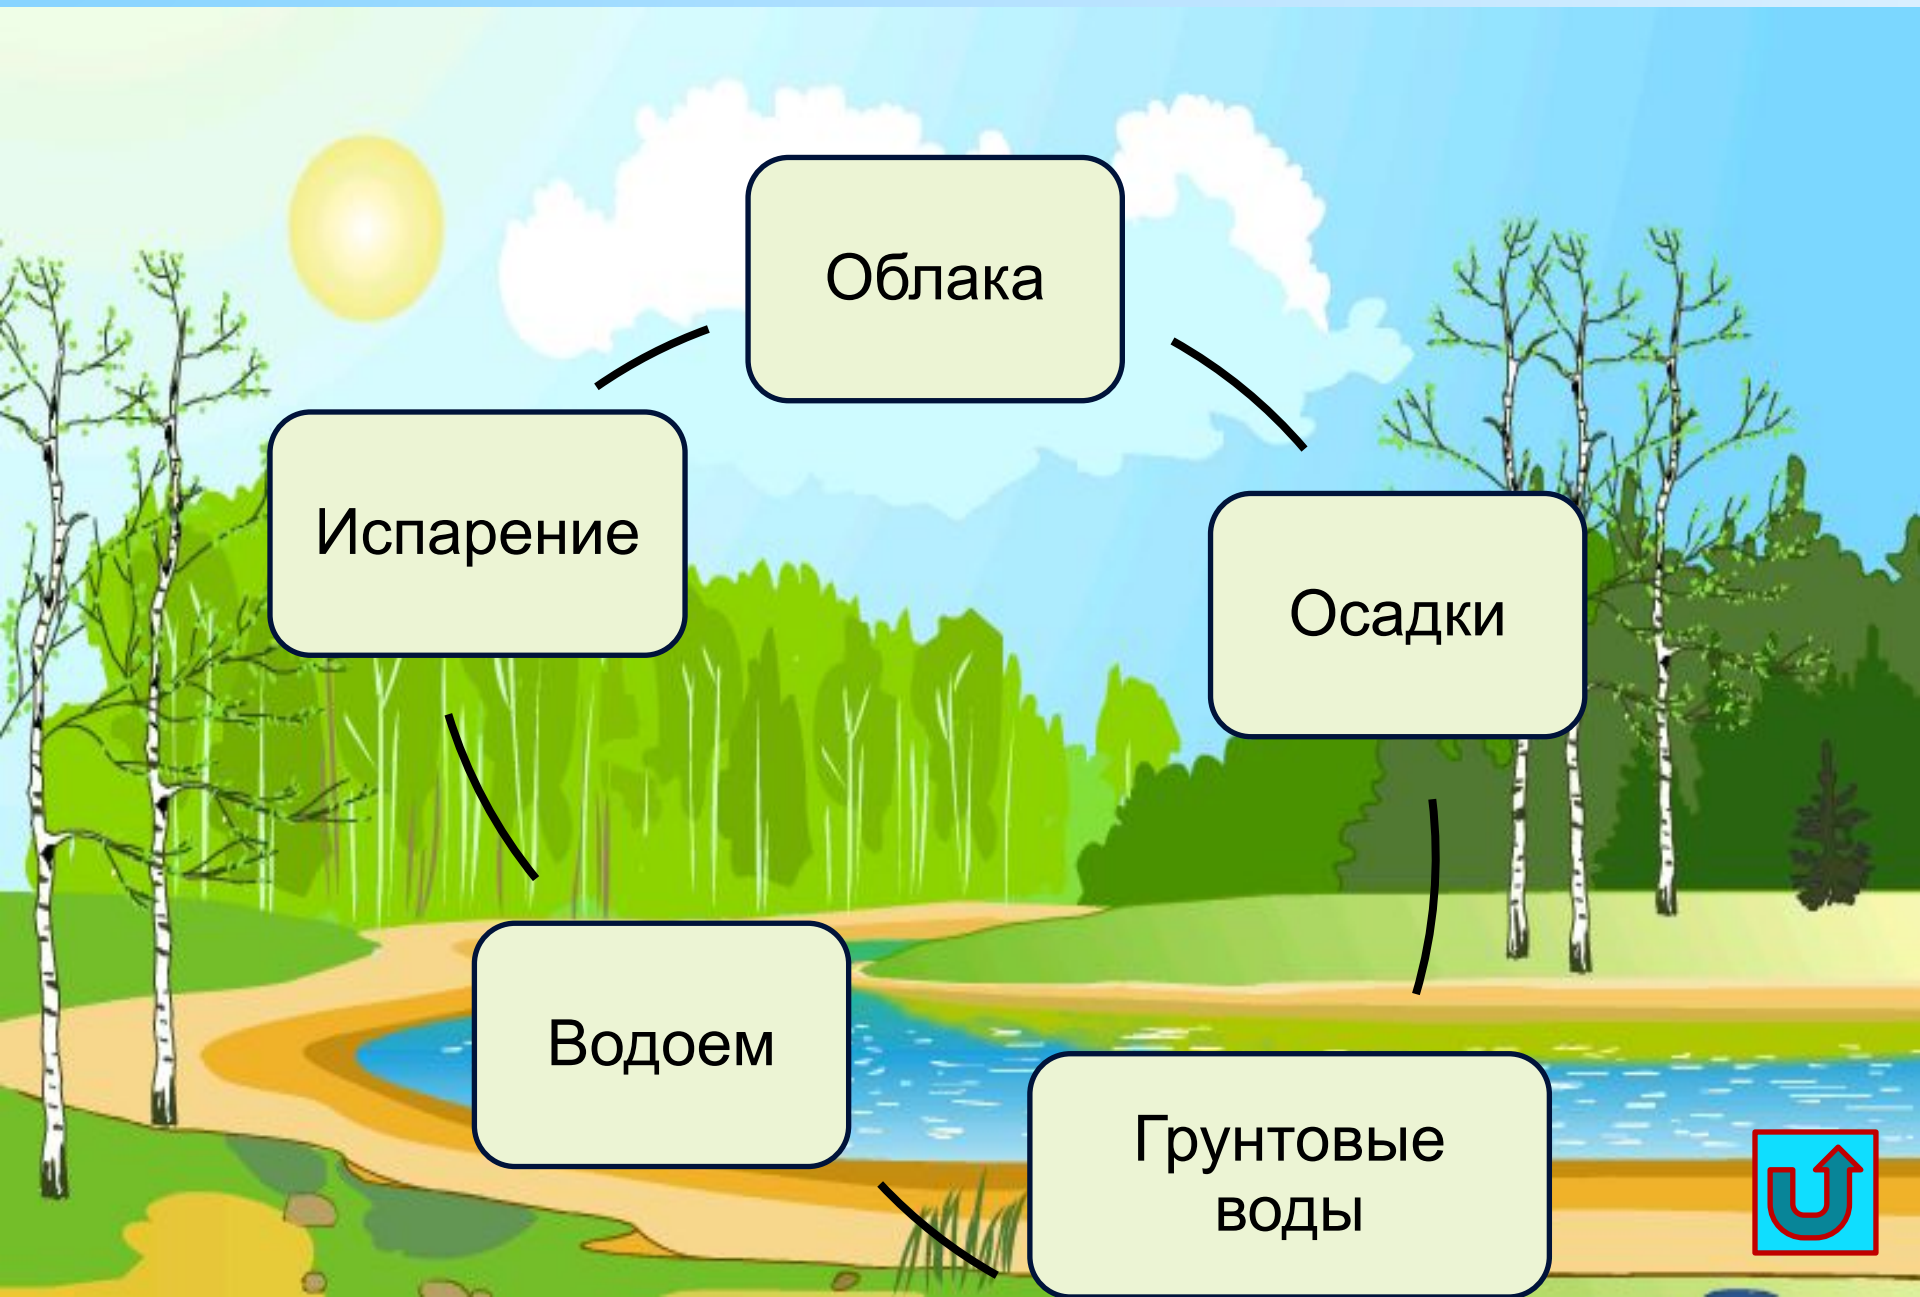 Облака
Испарение
Осадки
Водоем
Грунтовые
воды